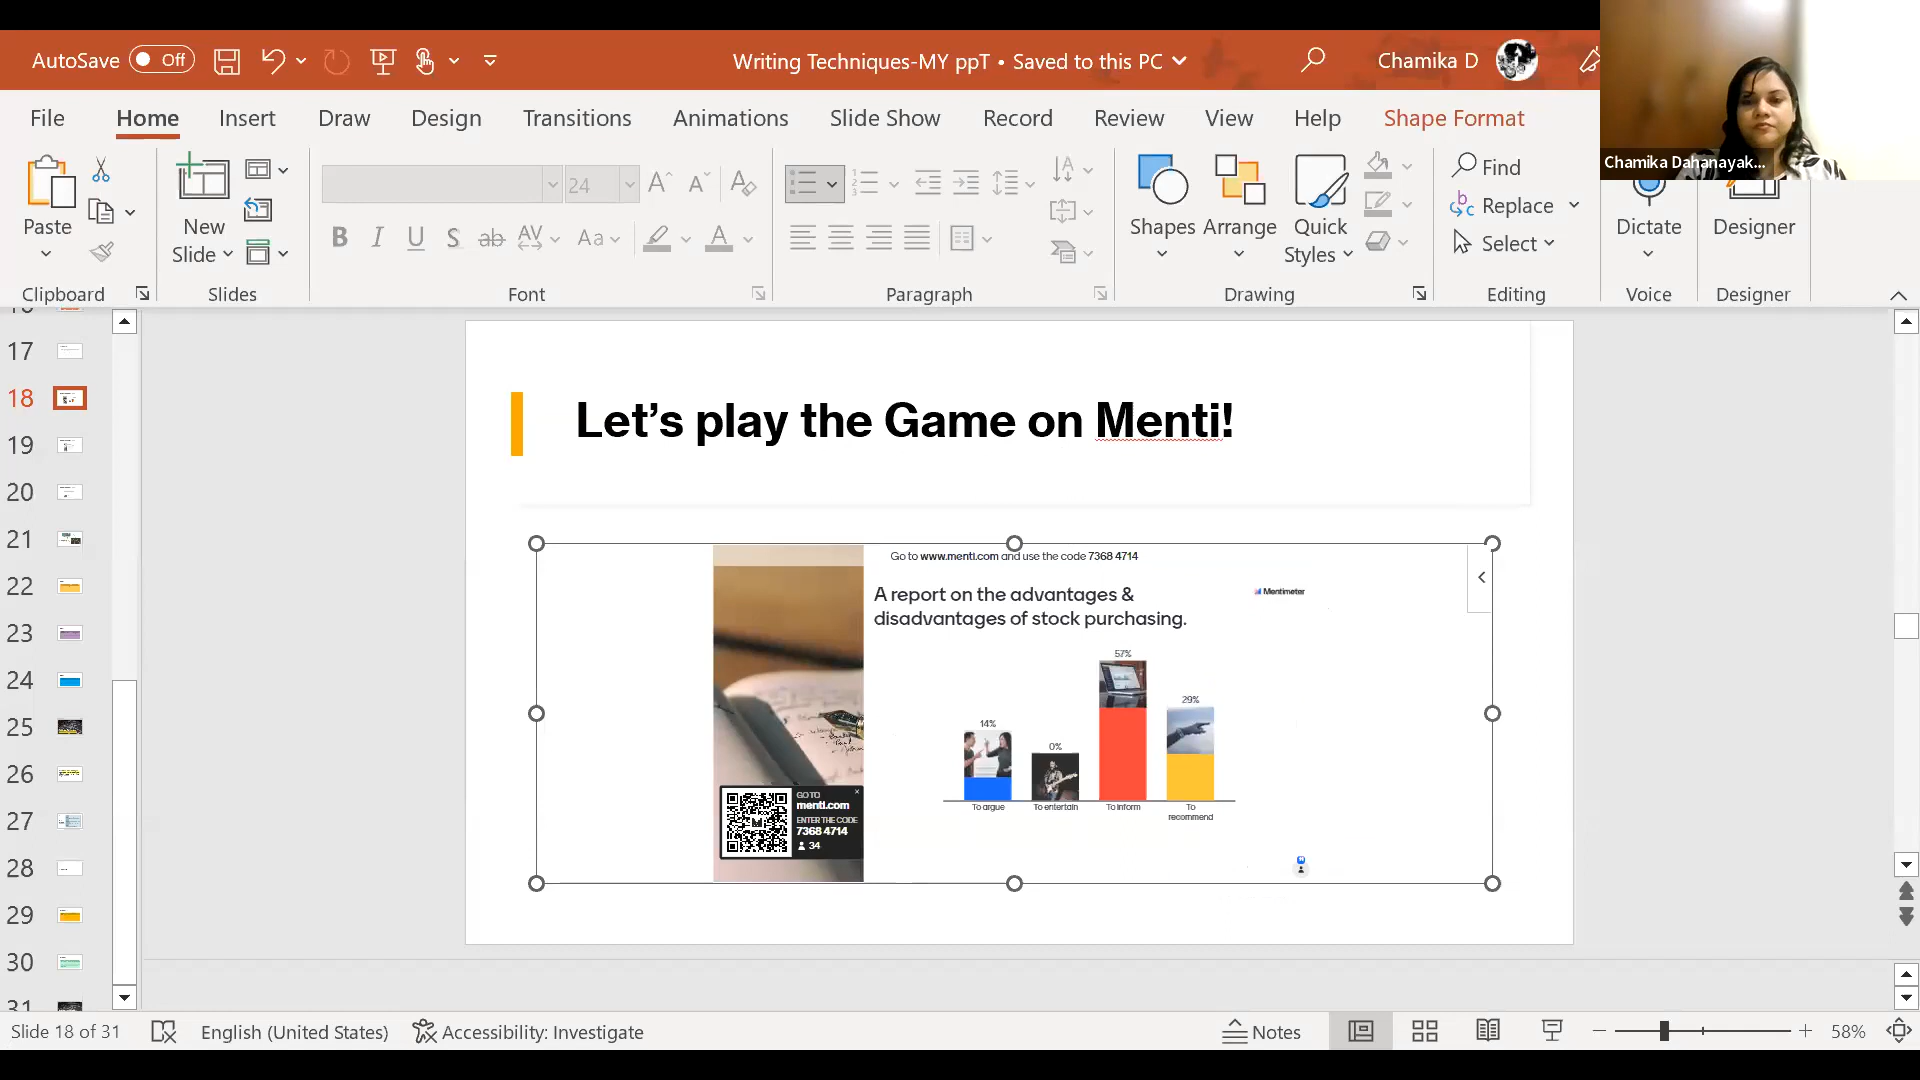 AutoSave Off
Writing Techniques-MY ppT • Saved to this PC
Chamika D
File Home Insert Draw Design Transitions Animations Slide Show Record Review View Help Shape Format
Chamika Dahanayak...
Paste
New
Slide
24
Shapes Arrange Quick
Styles
Find
Replace
Select
Dictate
Designer
Clipboard Slides Font Paragraph Drawing Editing Voice Designer
17
18
19
20
21
22
23
24
25
26
27
28
29
30
31
Let's play the Game on Menti!
Go to www.menti.com and use the code 7368 4714
A report on the advantages &
disadvantages of stock purchasing.
Mentimeter
57%
29%
14%
0%
To argue To entertain To inform To
recommend
GO TO
menti.com
ENTER THE CODE
7368 4714
34
Slide 18 of 31 English (United States) Accessibility: Investigate Notes 58%